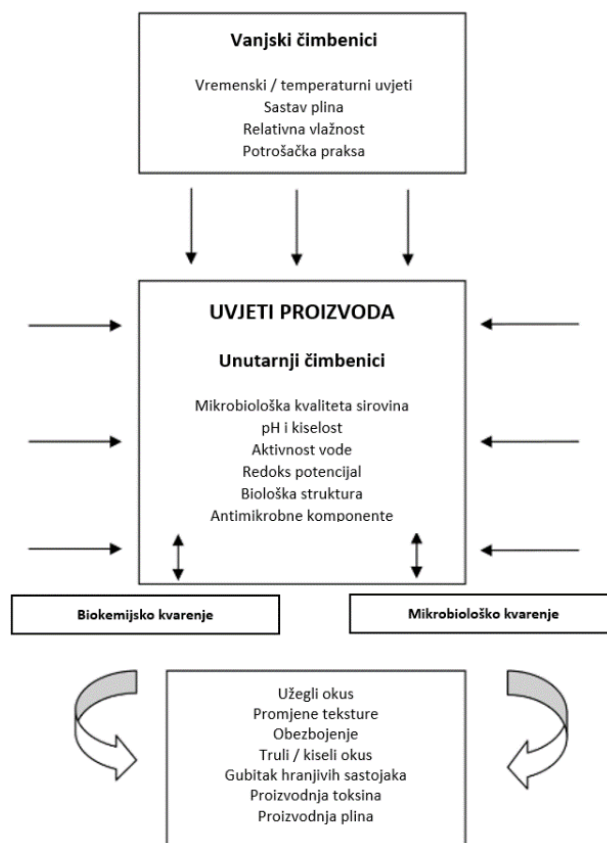 Vanjski čimbenici
Vremenski / temperaturni uvjeti
Sastav plina
Relativna vlažnost
Potrošačka praksa
UVJETI PROIZVODA
Unutarnji čimbenici
Mikrobiološka kvaliteta sirovina
pH i kiselost
Aktivnost vode
Redoks potencijal
Biološka struktura
Antimikrobne komponente
Biokemijsko kvarenje
Mikrobiološko kvarenje
Užegli okus
Promjene teksture
Obezbojenje
Truli / kiseli okus
Gubitak hranjivih sastojaka
Proizvodnja toksina
Proizvodnja plina